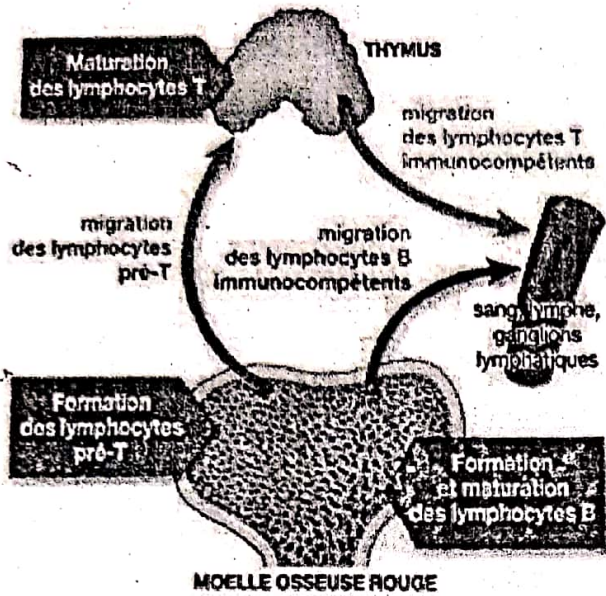 THYMUS
Maturation
des lymphocytes T
migration
des lymphocytes T
immunocompétents
migration
des lymphocytes
pré-T
migration
des lymphocytes B
immunocompétents
sang, lymphe,
ganglions
lymphatiques
Formation
des lymphocytes
pré-T
Formation
et maturation
des lymphocytes B
MOELLE OSSEUSE ROUGE